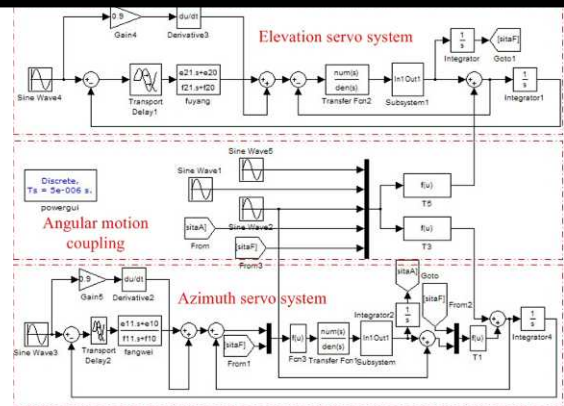 Elevation servo system
0.9
Gain4
du/dt
Derivative3
1
s
Integrator
[sitaF]
Goto1
Sine Wave4
Transport
Delay1
e21.s+e20
f21.s+f20
fuyang
num(s)
den(s)
Transfer Fcn2
In1Out1
Subsystem1
1
s
Integrator1
Discrete,
Ts = 5e-006 s.
powergui
Angular motion
coupling
Sine Wave5
Sine Wave1
Sine Wave2
sitaA]
From
[sitaF]
From3
f(u)
T5
f(u)
T3
0.9
Gain5
du/dt
Derivative2
Azimuth servo system
[sitaA]
Goto
[sitaF]
From2
Integrator2
1
s
Sine Wave3
Transport
Delay2
e11.s+e10
f11.s+f10
fangwei
[sitaF]
From1
f(u)
Fcn3
num(s)
den(s)
Transfer Fcn1
In1Out1
Subsystem
f(u)
T1
1
s
Integrator4